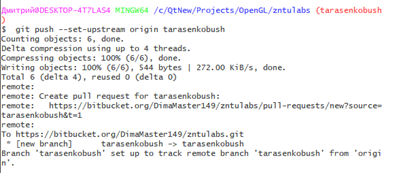 Дмитрий@DESKTOP-4T7LAS4 MINGW64 /c/QtNew/Projects/OpenGL/zntulabs (tarasenkobush
)
$  git push --set-upstream origin tarasenkobush
Counting objects: 6, done.
Delta compression using up to 4 threads.
Compressing objects: 100% (6/6), done.
Writing objects: 100% (6/6), 544 bytes | 272.00 KiB/s, done.
Total 6 (delta 4), reused 0 (delta 0)
remote:
remote: Create pull request for tarasenkobush:
remote:   https://bitbucket.org/DimaMaster149/zntulabs/pull-requests/new?source=
tarasenkobush&t=1
remote:
To https://bitbucket.org/DimaMaster149/zntulabs.git
 * [new branch]      tarasenkobush -> tarasenkobush
Branch 'tarasenkobush' set up to track remote branch 'tarasenkobush' from 'origi
n'.